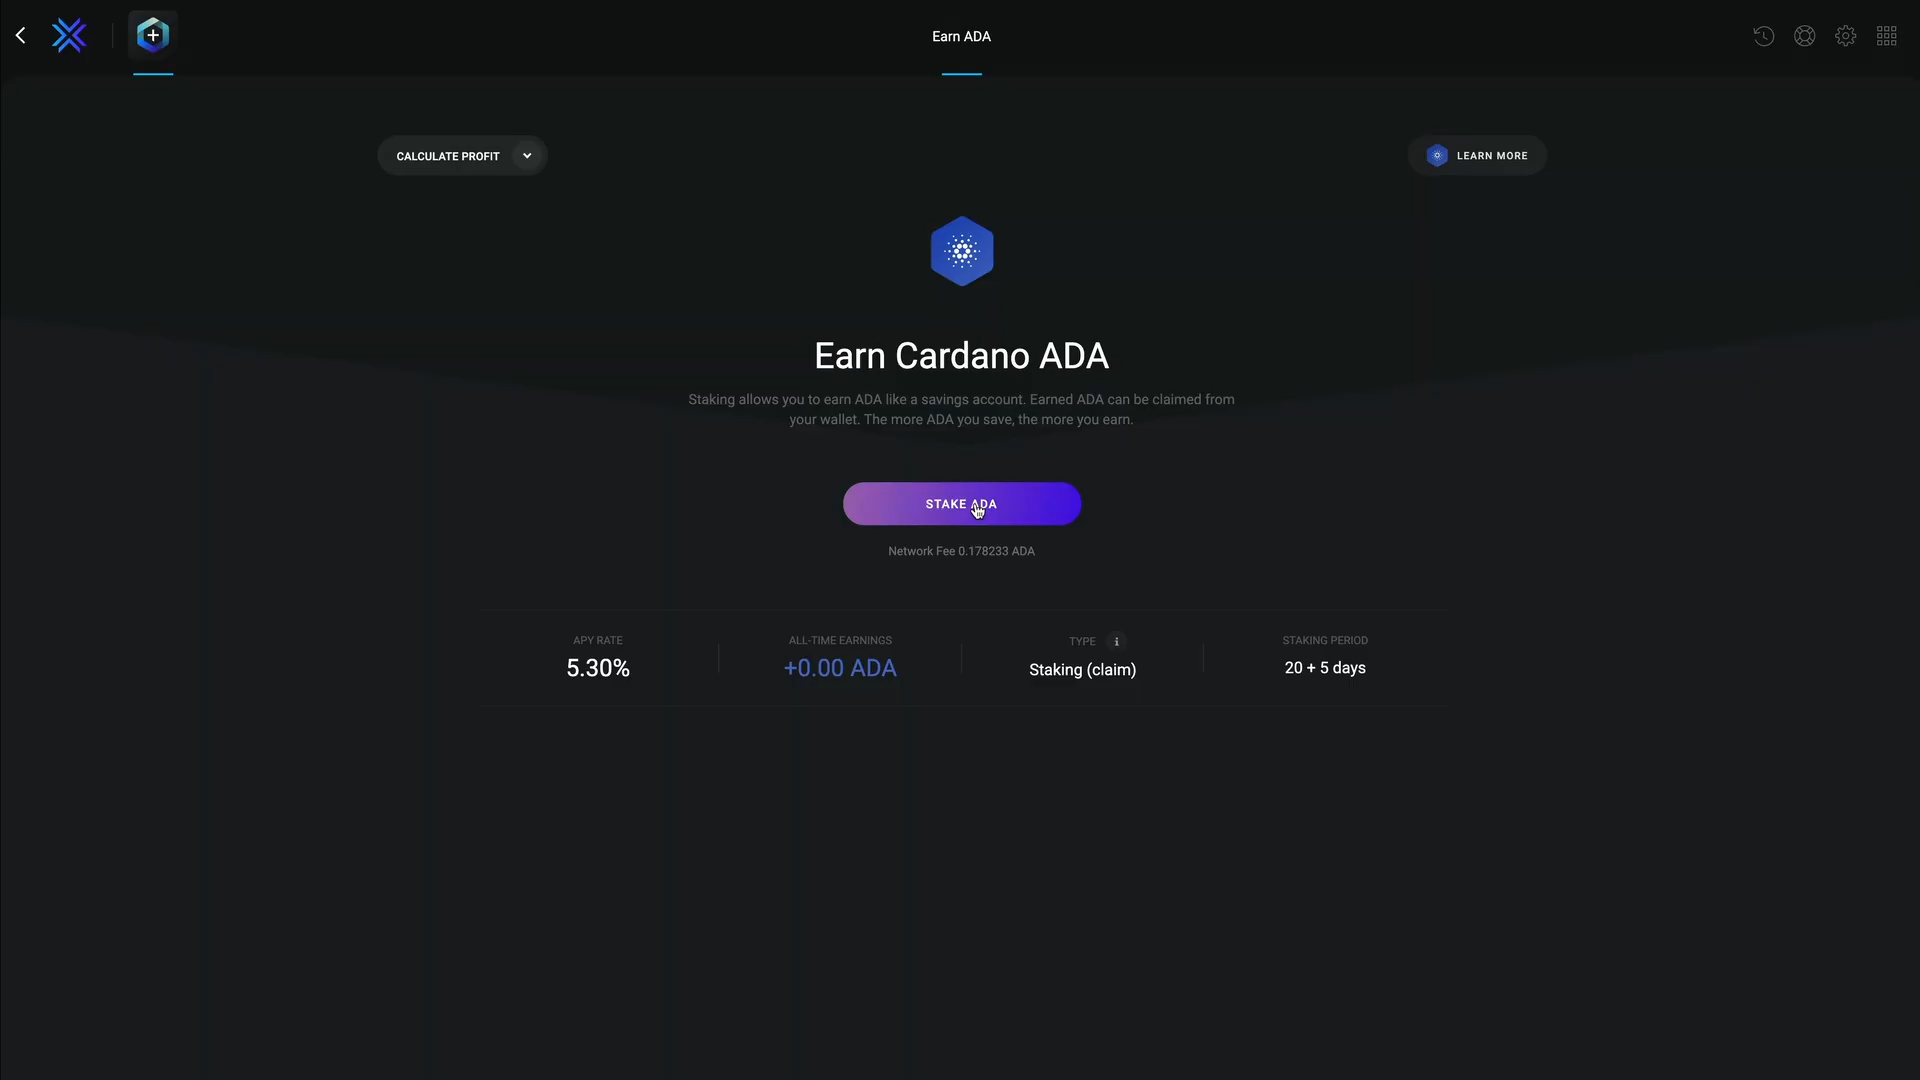 Earn ADA
CALCULATE PROFIT
LEARN MORE
Earn Cardano ADA
Staking allows you to earn ADA like a savings account. Earned ADA can be claimed from
your wallet. The more ADA you save, the more you earn.
STAKE ADA
Network Fee 0.178233 ADA
APY RATE
5.30%
ALL-TIME EARNINGS
+0.00 ADA
TYPE i
Staking (claim)
STAKING PERIOD
20 + 5 days